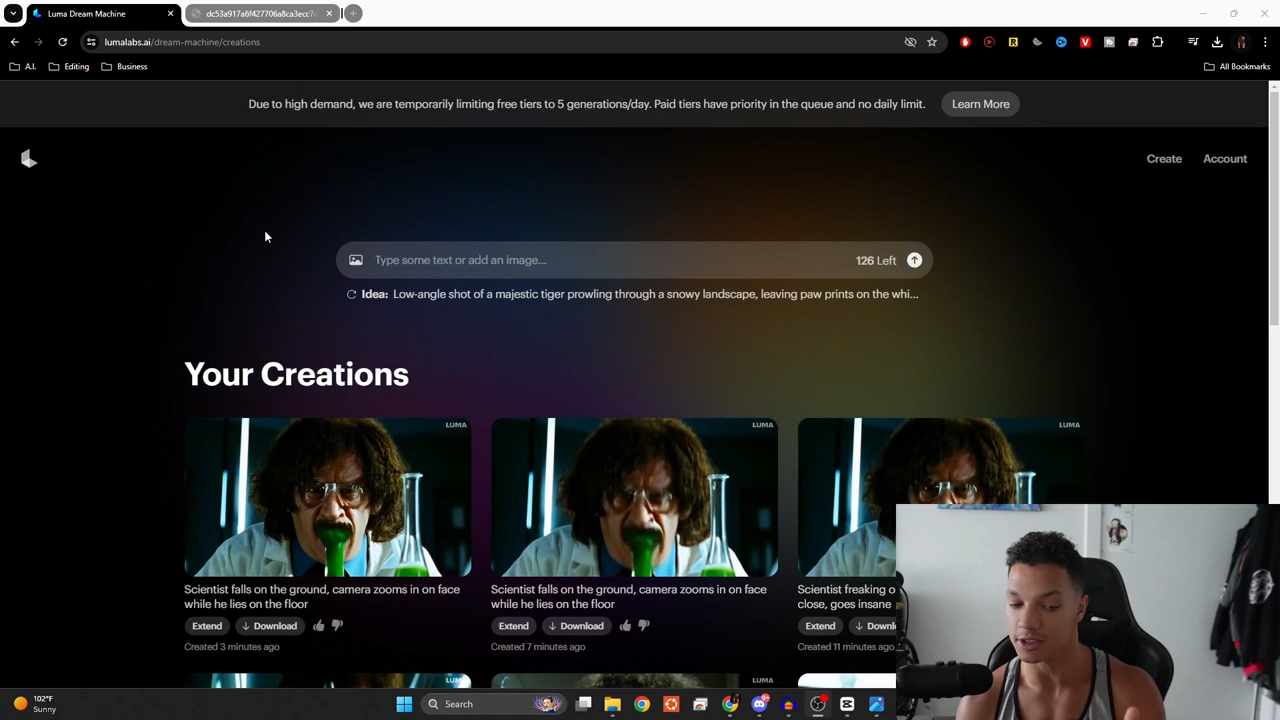 Luma Dream Machine
dc53a917a6f427706a8ca3ecc7
lumalabs.ai/dream-machine/creations
A.I.
Editing
Business
All Bookmarks
Due to high demand, we are temporarily limiting free tiers to 5 generations/day. Paid tiers have priority in the queue and no daily limit.
Learn More
Create
Account
Type some text or add an image...
126 Left
Idea: Low-angle shot of a majestic tiger prowling through a snowy landscape, leaving paw prints on the whi...
Your Creations
LUMA
LUMA
LUMA
Scientist falls on the ground, camera zooms in on face
while he lies on the floor
Extend
Download
Created 3 minutes ago
Scientist falls on the ground, camera zooms in on face
while he lies on the floor
Extend
Download
Created 7 minutes ago
Scientist freaking o
close, goes insane
Extend
Downl
Created 11 minutes ago
LUMA
LUMA
LUMA
102°F
Sunny
Search